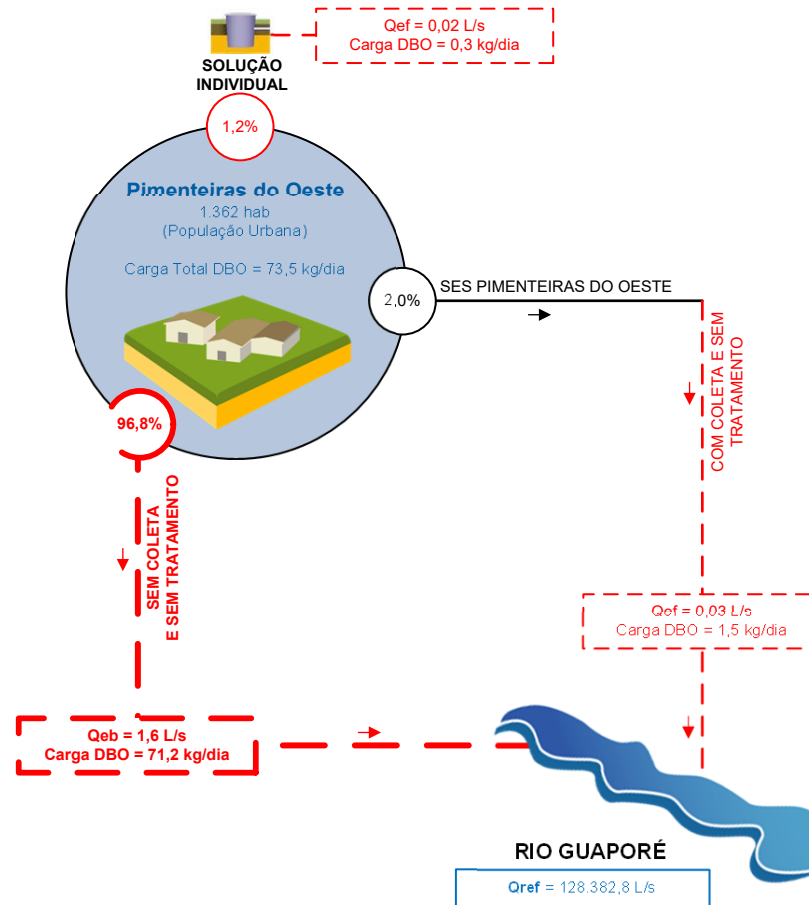 Qef = 0,02 L/s
Carga DBO = 0,3 kg/dia
SOLUÇÃO
INDIVIDUAL
1,2%
Pimenteiras do Oeste
1.362 hab
(População Urbana)
Carga Total DBO = 73,5 kg/dia
2,0%
SES PIMENTEIRAS DO OESTE
COM COLETA E SEM
TRATAMENTO
96,8%
SEM COLETA
E SEM TRATAMENTO
Qef = 0,03 L/s
Carga DBO = 1,5 kg/dia
Qeb = 1,6 L/s
Carga DBO = 71,2 kg/dia
RIO GUAPORÉ
Qref = 128.382,8 L/s